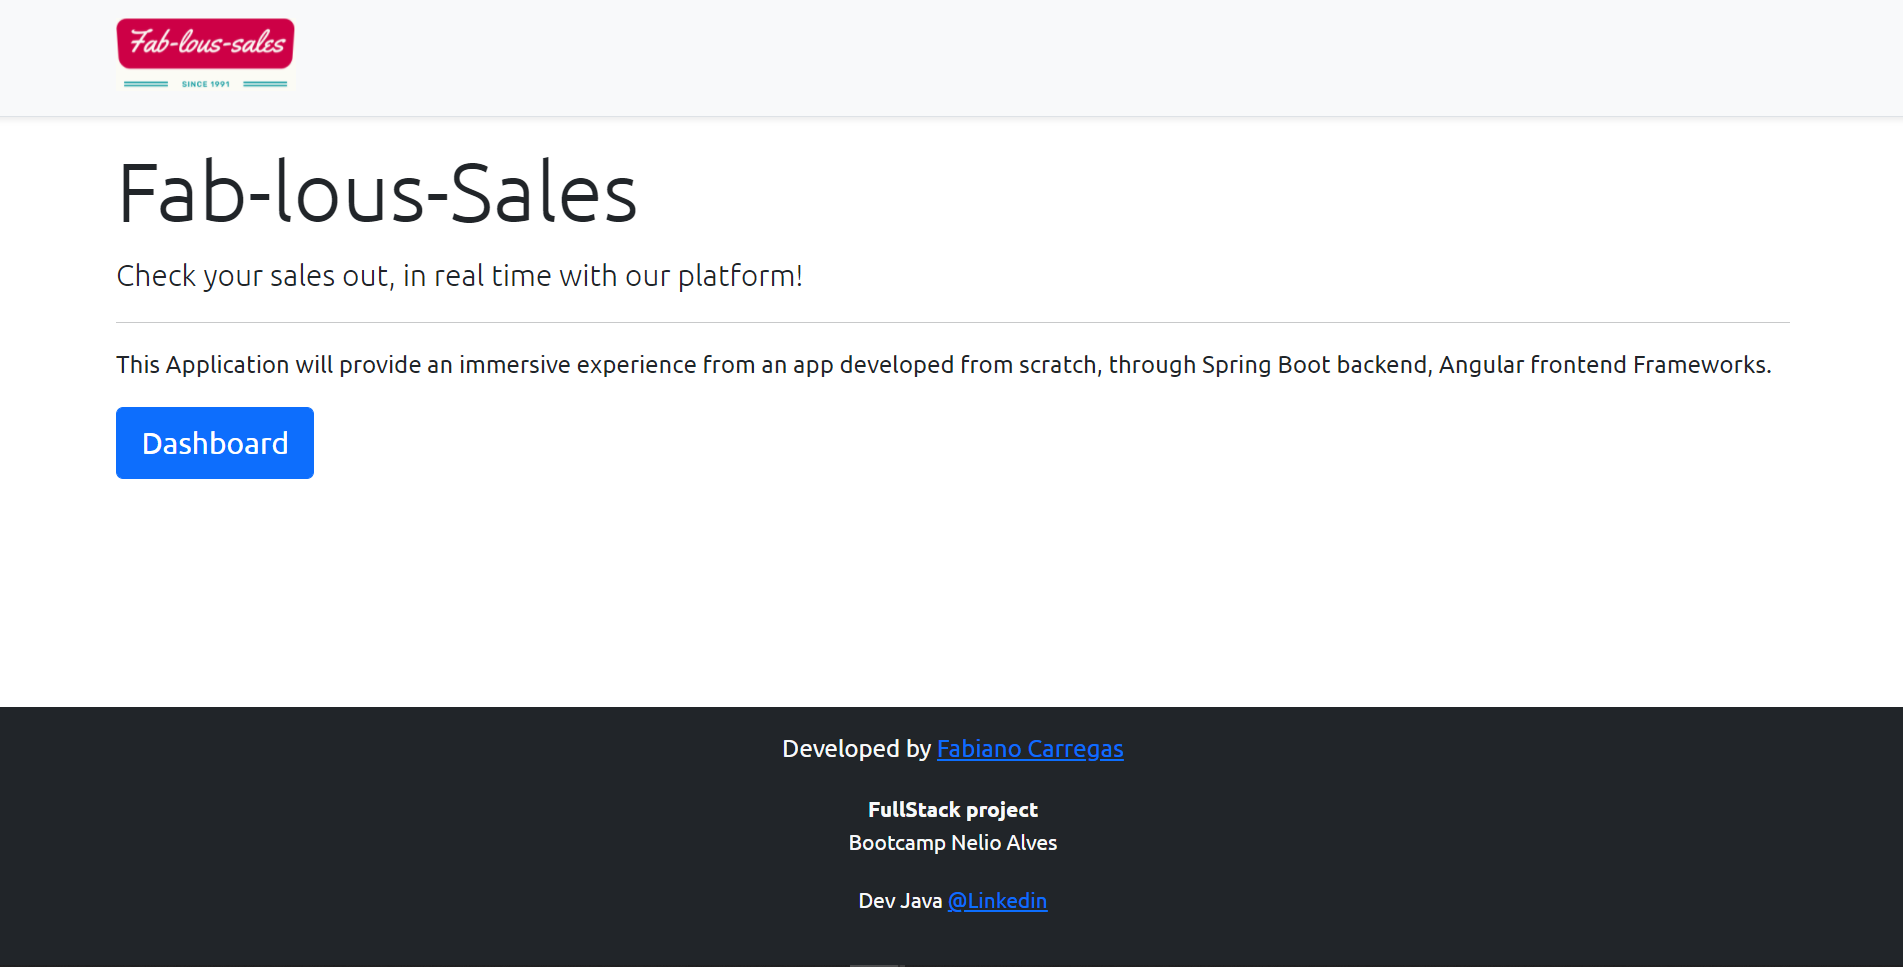 Fab-lous-sales
SINCE 1991
Fab-lous-Sales
Check your sales out, in real time with our platform!
This Application will provide an immersive experience from an app developed from scratch, through Spring Boot backend, Angular frontend Frameworks.
Dashboard
Developed by Fabiano Carregas
FullStack project
Bootcamp Nelio Alves
Dev Java @Linkedin